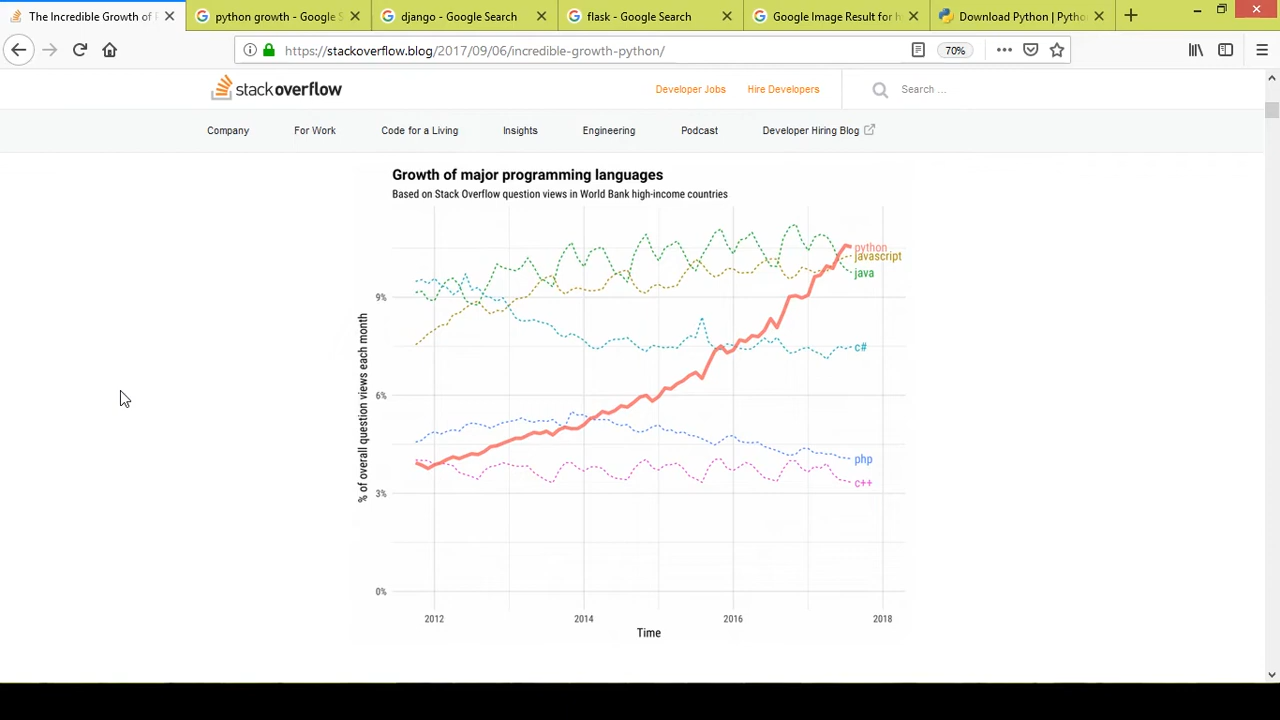 The Incredible Growth of
python growth - Google S
django - Google Search
flask - Google Search
Google Image Result for h
Download Python | Pytho
https://stackoverflow.blog/2017/09/06/incredible-growth-python/
70%
stackoverflow
Developer Jobs
Hire Developers
Search ...
Company
For Work
Code for a Living
Insights
Engineering
Podcast
Developer Hiring Blog
Growth of major programming languages
Based on Stack Overflow question views in World Bank high-income countries
python
javascript
java
9%
c#
% of overall question views each month
6%
php
c++
3%
0%
2012
2014
2016
2018
Time